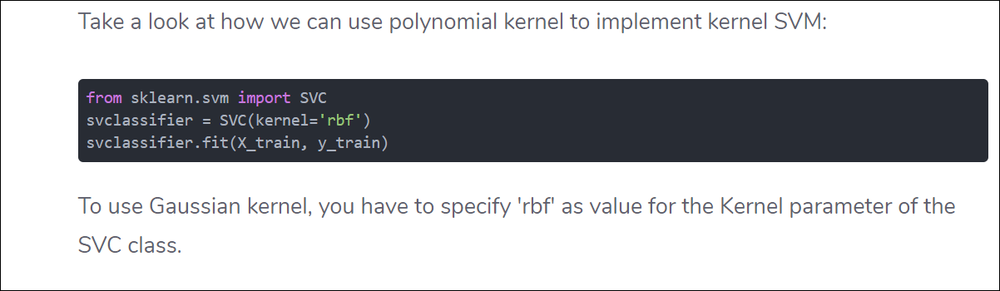 Take a look at how we can use polynomial kernel to implement kernel SVM:
from sklearn.svm import SVC
svclassifier = SVC(kernel='rbf')
svclassifier.fit(X_train, y_train)
To use Gaussian kernel, you have to specify 'rbf' as value for the Kernel parameter of the
SVC class.